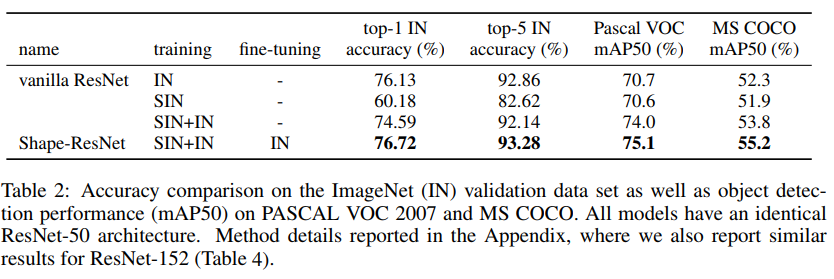 top-1 IN top-5 IN Pascal VOC MS COCO
name training fine-tuning accuracy (%) accuracy (%) mAP50 (%) mAP50 (%)
vanilla ResNet IN - 76.13 92.86 70.7 52.3
SIN - 60.18 82.62 70.6 51.9
SIN+IN - 74.59 92.14 74.0 53.8
Shape-ResNet SIN+IN IN 76.72 93.28 75.1 55.2
Table 2: Accuracy comparison on the ImageNet (IN) validation data set as well as object detec-
tion performance (mAP50) on PASCAL VOC 2007 and MS COCO. All models have an identical
ResNet-50 architecture. Method details reported in the Appendix, where we also report similar
results for ResNet-152 (Table 4).